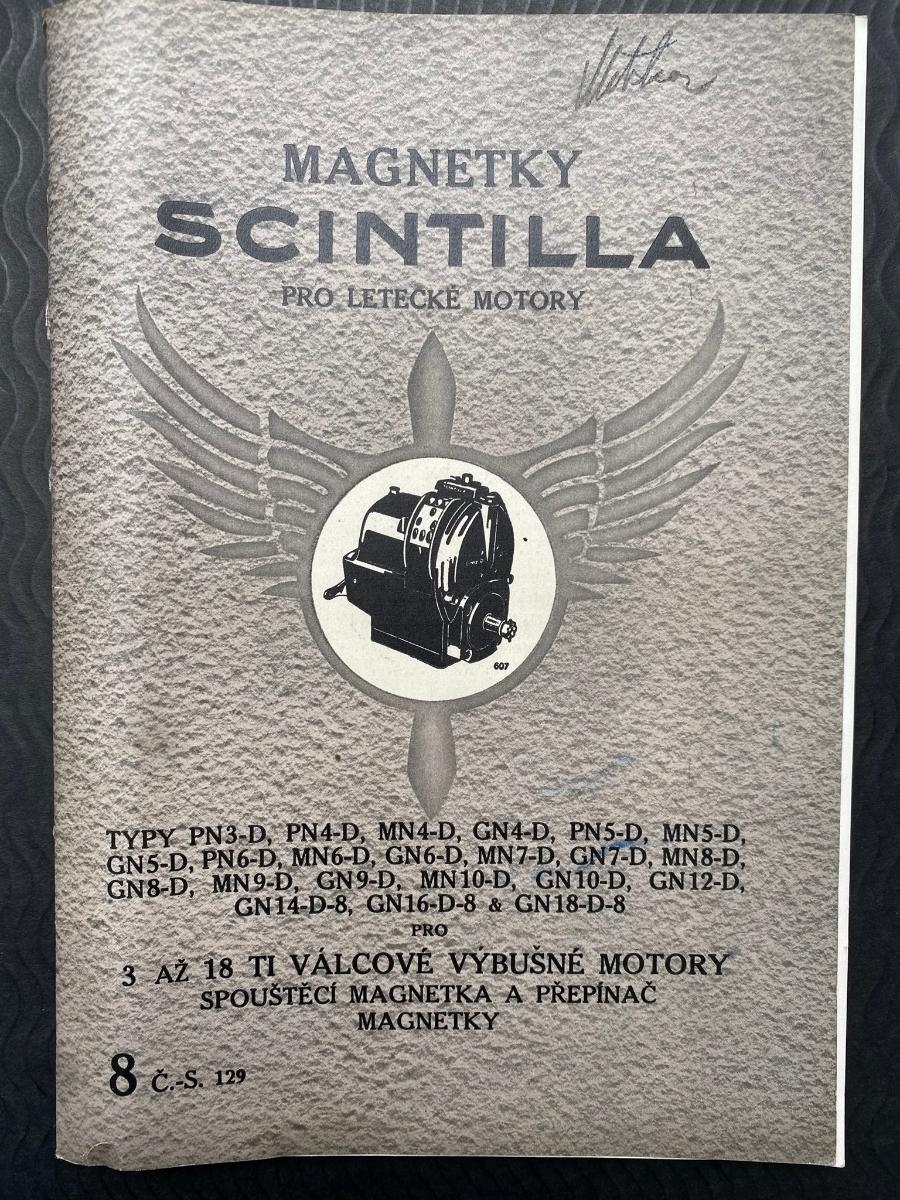 MAGNETKY
SCINTILLA
PRO LETECKÉ MOTORY
607
TYPY PN3-D, PN4-D, MN4-D, GN4-D, PN5-D, MN5-D,
GN5-D, PN6-D, MN6-D, GN6-D, MN7-D, GN7-D, MN8-D,
GN8-D, MN9-D, GN9-D, MN10-D, GN10-D, GN12-D,
GN14-D-8, GN16-D-8 & GN18-D-8
PRO
3 AŽ 18 TI VÁLCOVÉ VÝBUŠNÉ MOTORY
SPOUŠTĚCÍ MAGNETKA A PŘEPÍNAČ
MAGNETKY
8 Č.-S. 129